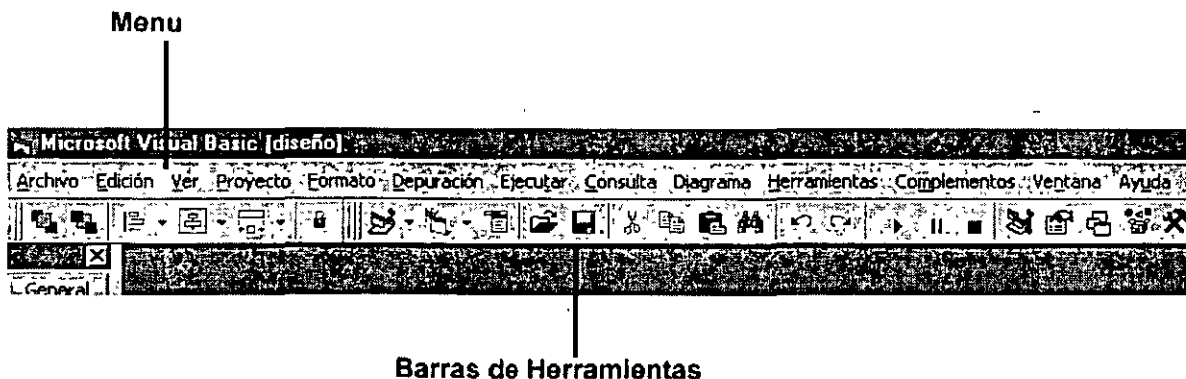 Menu
Microsoft Visual Basic [diseño]
Archivo Edición Ver Proyecto Formato Depuración Ejecutar Consulta Diagrama Herramientas Complementos Ventana Ayuda
General
Barras de Herramientas